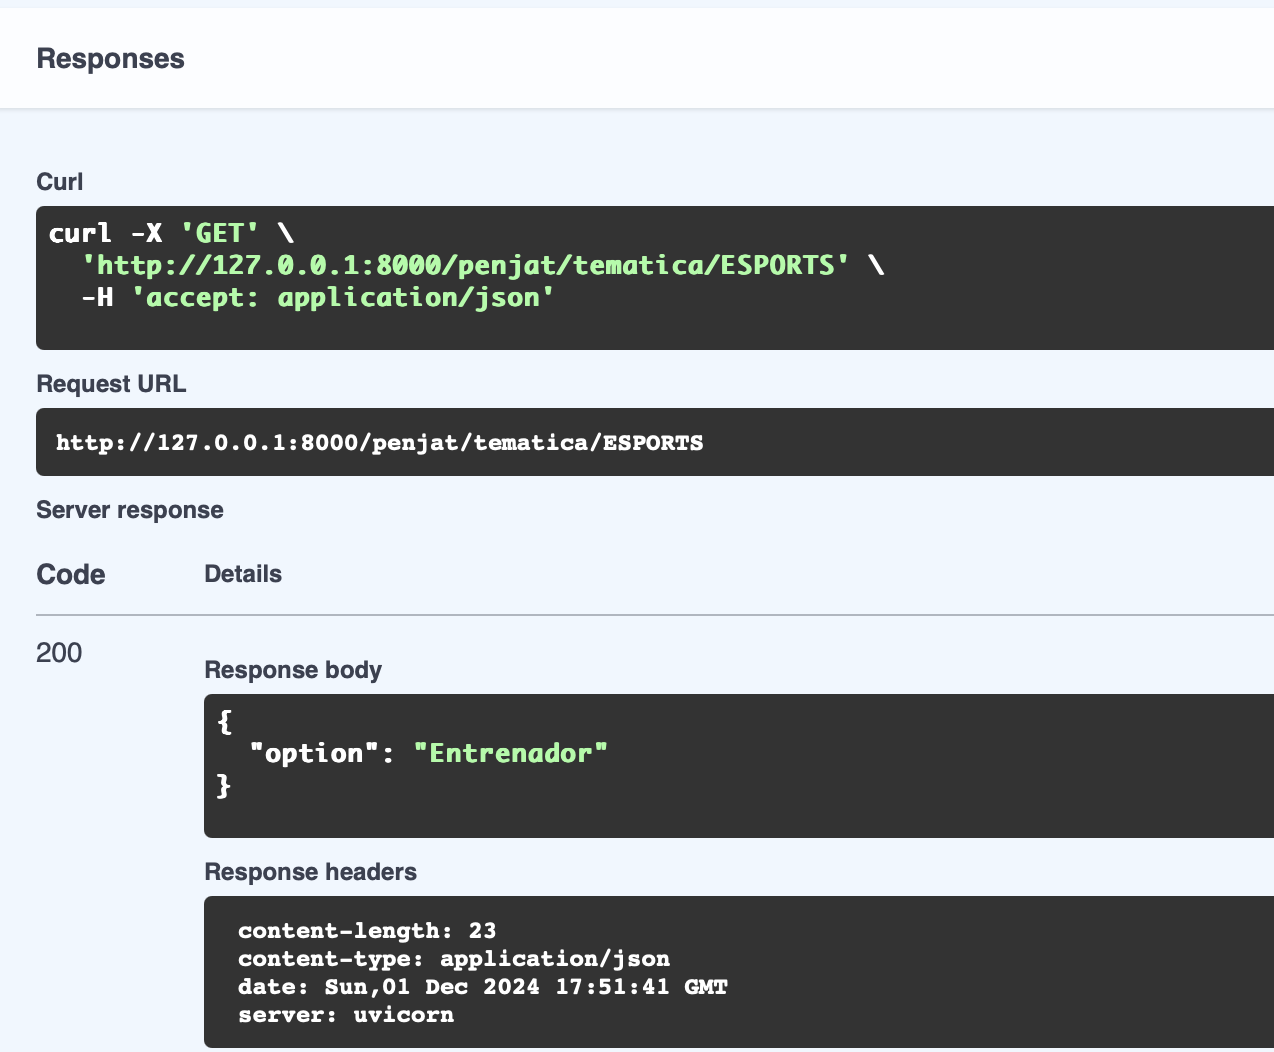 Responses
Curl
curl -X 'GET' \
'http://127.0.0.1:8000/penjat/tematica/ESPORTS' \
-H 'accept: application/json'
Request URL
http://127.0.0.1:8000/penjat/tematica/ESPORTS
Server response
Code Details
200
Response body
{
"option": "Entrenador"
}
Response headers
content-length: 23
content-type: application/json
date: Sun,01 Dec 2024 17:51:41 GMT
server: uvicorn